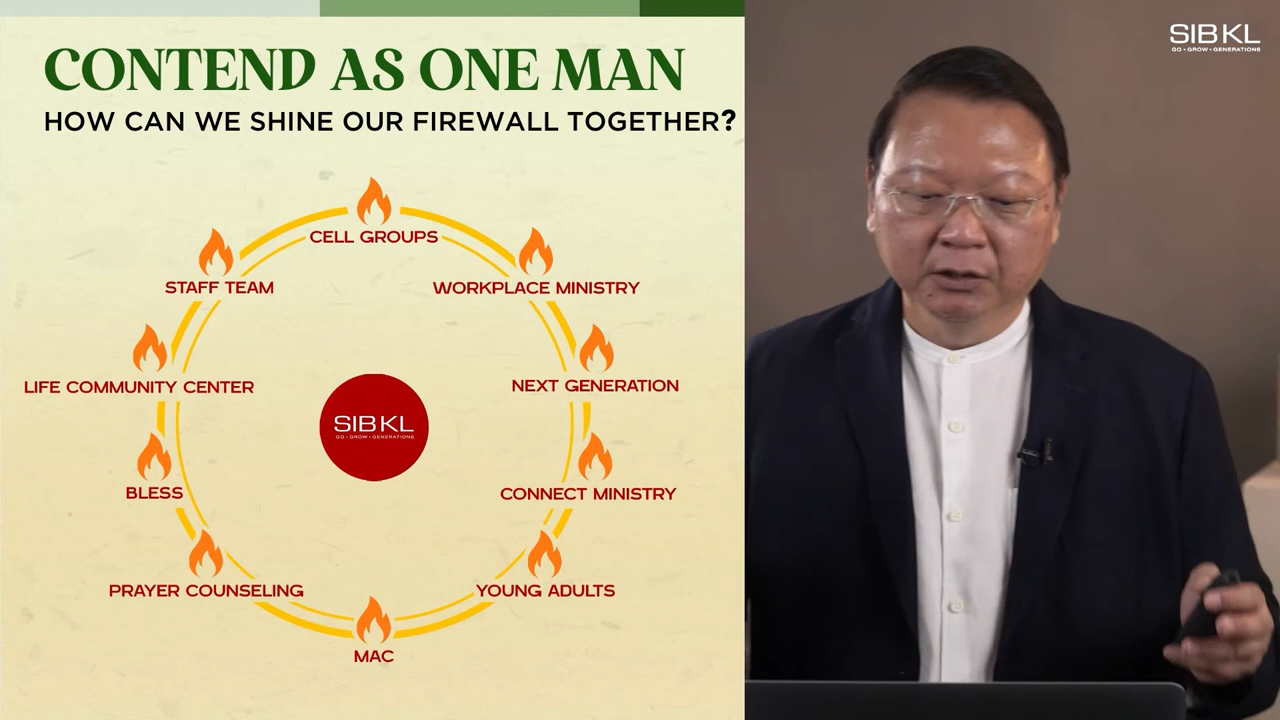 CONTEND AS ONE MAN
HOW CAN WE SHINE OUR FIREWALL TOGETHER?
CELL GROUPS
STAFF TEAM
WORKPLACE MINISTRY
LIFE COMMUNITY CENTER
NEXT GENERATION
SIBKL
GO • GROW • GENERATIONS
BLESS
CONNECT MINISTRY
PRAYER COUNSELING
YOUNG ADULTS
MAC
SIBKL
GO • GROW • GENERATIONS